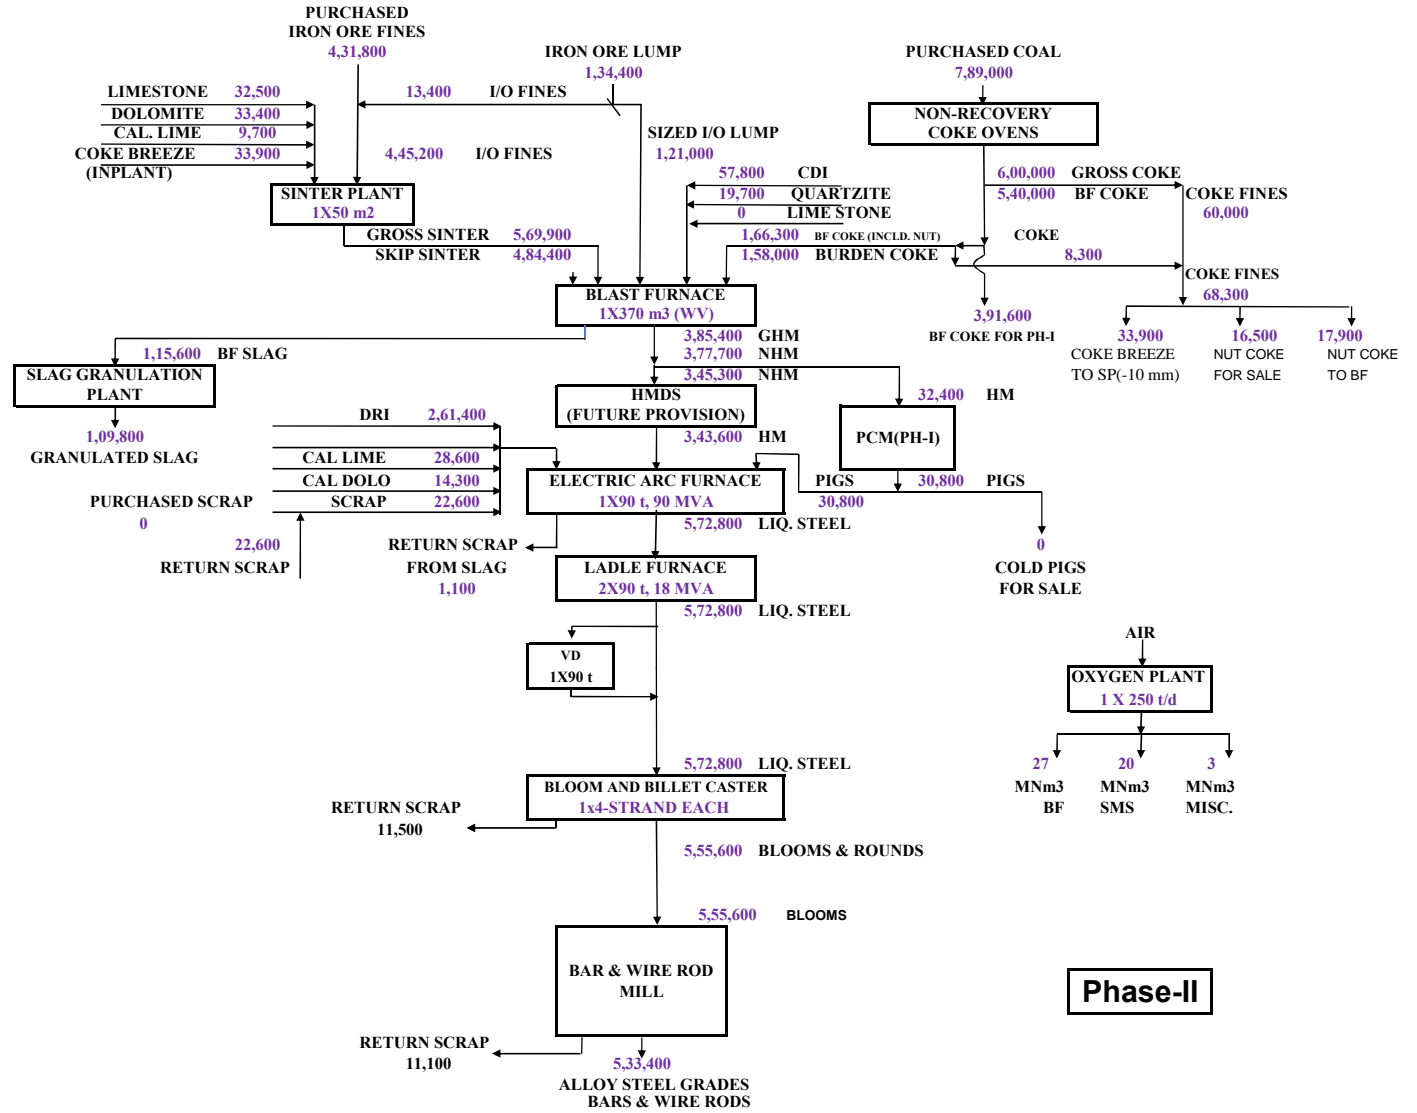 PURCHASED
IRON ORE FINES
4,31,800
IRON ORE LUMP
1,34,400
PURCHASED COAL
7,89,000
LIMESTONE 32,500
DOLOMITE 33,400
CAL. LIME 9,700
COKE BREEZE 33,900
(INPLANT)
13,400 I/O FINES
4,45,200 I/O FINES
SIZED I/O LUMP
1,21,000
NON-RECOVERY
COKE OVENS
57,800 CDI
19,700 QUARTZITE
0 LIME STONE
6,00,000 GROSS COKE
5,40,000 BF COKE
COKE FINES
60,000
SINTER PLANT
1X50 m2
GROSS SINTER 5,69,900
SKIP SINTER 4,84,400
1,66,300 BF COKE (INCLD. NUT)
1,58,000 BURDEN COKE
COKE
8,300
COKE FINES
68,300
BLAST FURNACE
1X370 m3 (WV)
3,91,600
BF COKE FOR PH-I
33,900
COKE BREEZE
TO SP(-10 mm)
16,500
NUT COKE
FOR SALE
17,900
NUT COKE
TO BF
3,85,400 GHM
3,77,700 NHM
3,45,300 NHM
1,15,600 BF SLAG
SLAG GRANULATION
PLANT
1,09,800
GRANULATED SLAG
HMDS
(FUTURE PROVISION)
32,400 HM
PCM(PH-I)
3,43,600 HM
DRI 2,61,400
CAL LIME 28,600
CAL DOLO 14,300
PURCHASED SCRAP
0
SCRAP 22,600
22,600
RETURN SCRAP
ELECTRIC ARC FURNACE
1X90 t, 90 MVA
PIGS
30,800
30,800 PIGS
5,72,800 LIQ. STEEL
RETURN SCRAP
FROM SLAG
1,100
0
COLD PIGS
FOR SALE
LADLE FURNACE
2X90 t, 18 MVA
5,72,800 LIQ. STEEL
VD
1X90 t
AIR
OXYGEN PLANT
1 X 250 t/d
27
MNm3
BF
20
MNm3
SMS
3
MNm3
MISC.
5,72,800 LIQ. STEEL
BLOOM AND BILLET CASTER
1x4-STRAND EACH
RETURN SCRAP
11,500
5,55,600 BLOOMS & ROUNDS
5,55,600 BLOOMS
BAR & WIRE ROD
MILL
Phase-II
RETURN SCRAP
11,100
5,33,400
ALLOY STEEL GRADES
BARS & WIRE RODS